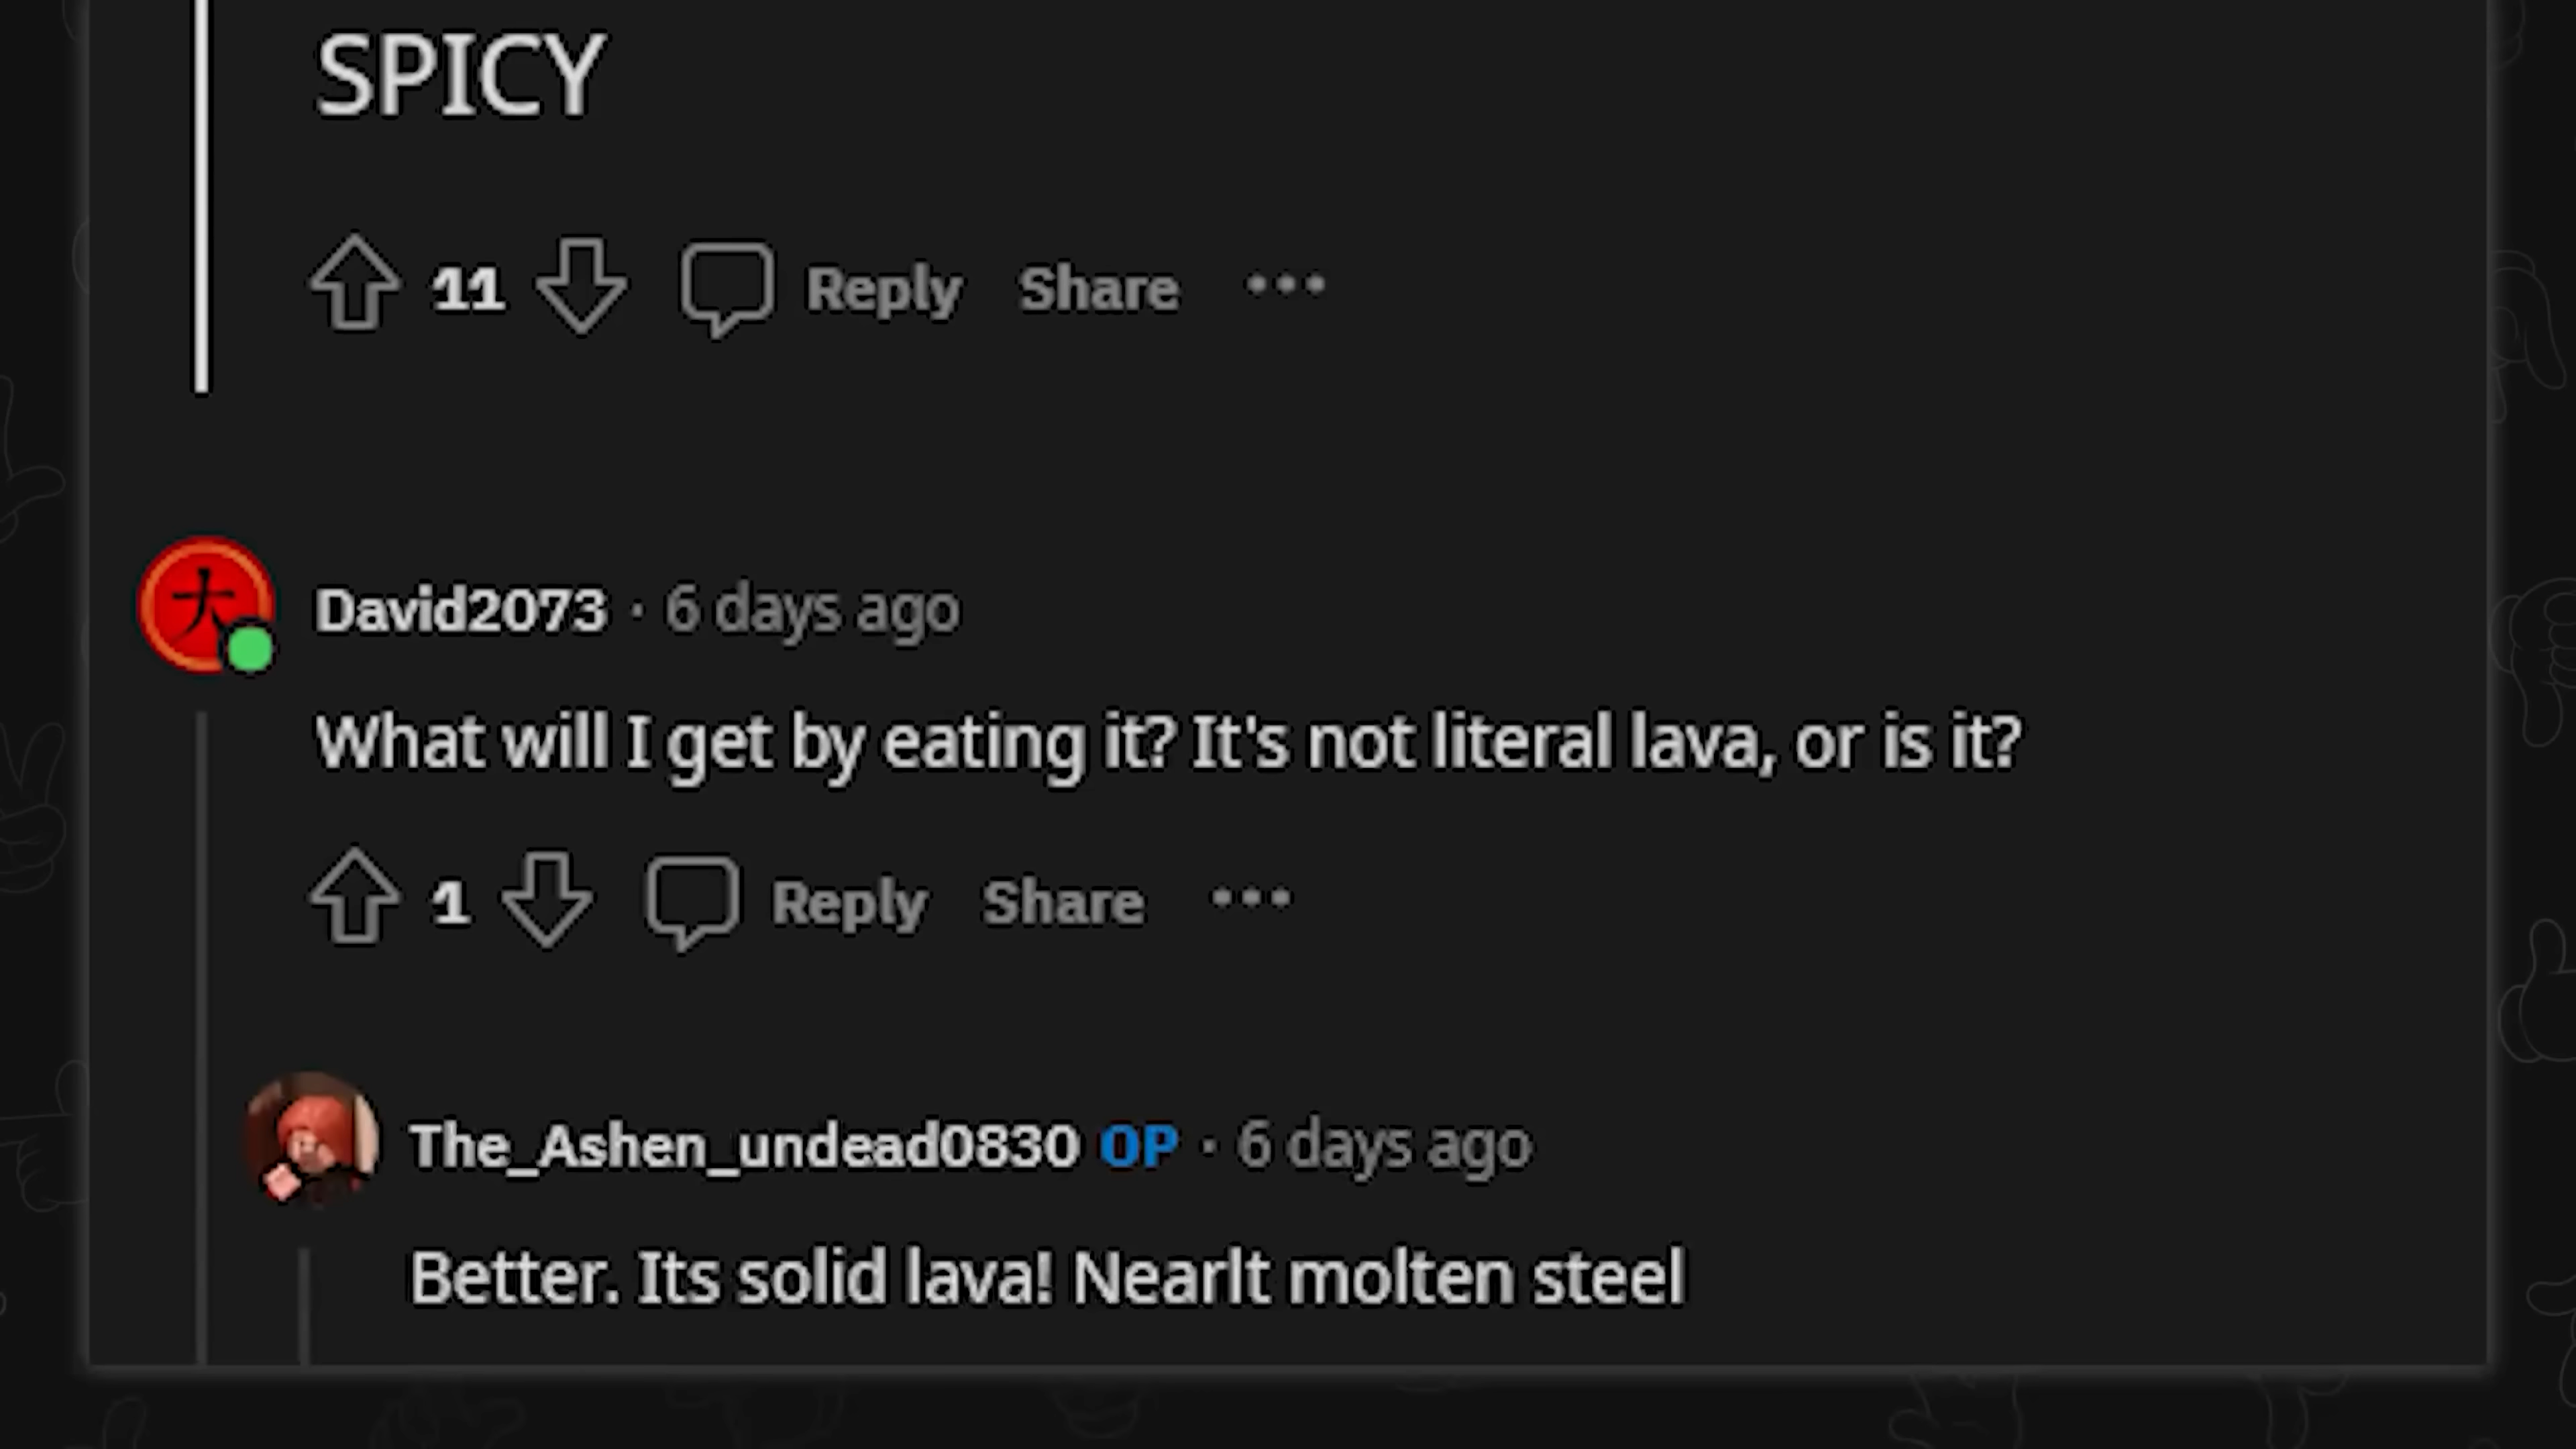 SPICY
11 Reply Share ···
大
David2073 · 6 days ago
What will I get by eating it? It's not literal lava, or is it?
1 Reply Share ···
The_Ashen_undead0830 OP · 6 days ago
Better. Its solid lava! Nearlt molten steel